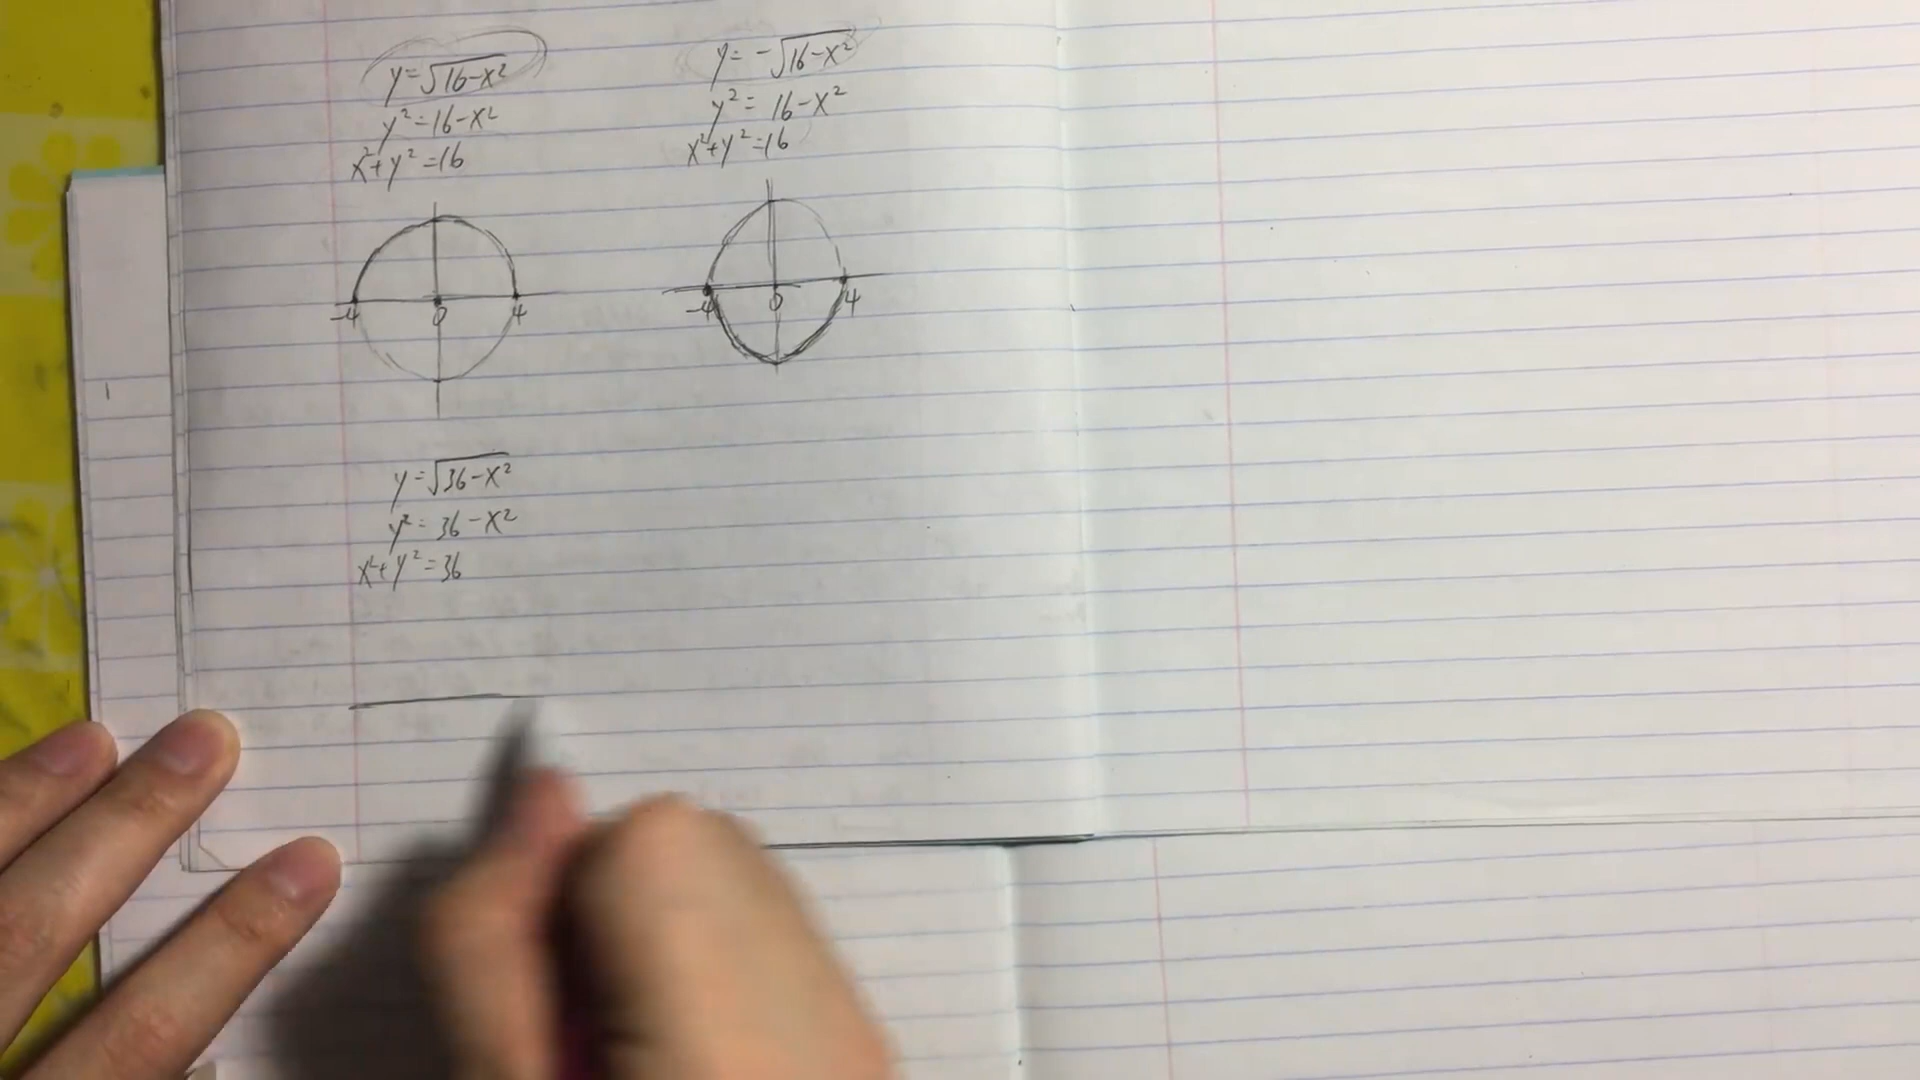 y=√16-x²
y²=16-x²
x²+y²=16
-4 0 4
y= -√16-x²
y²= 16-x²
x²+y²=16
-4 0 4
y=√36-x²
y²= 36-x²
x²+y²=36